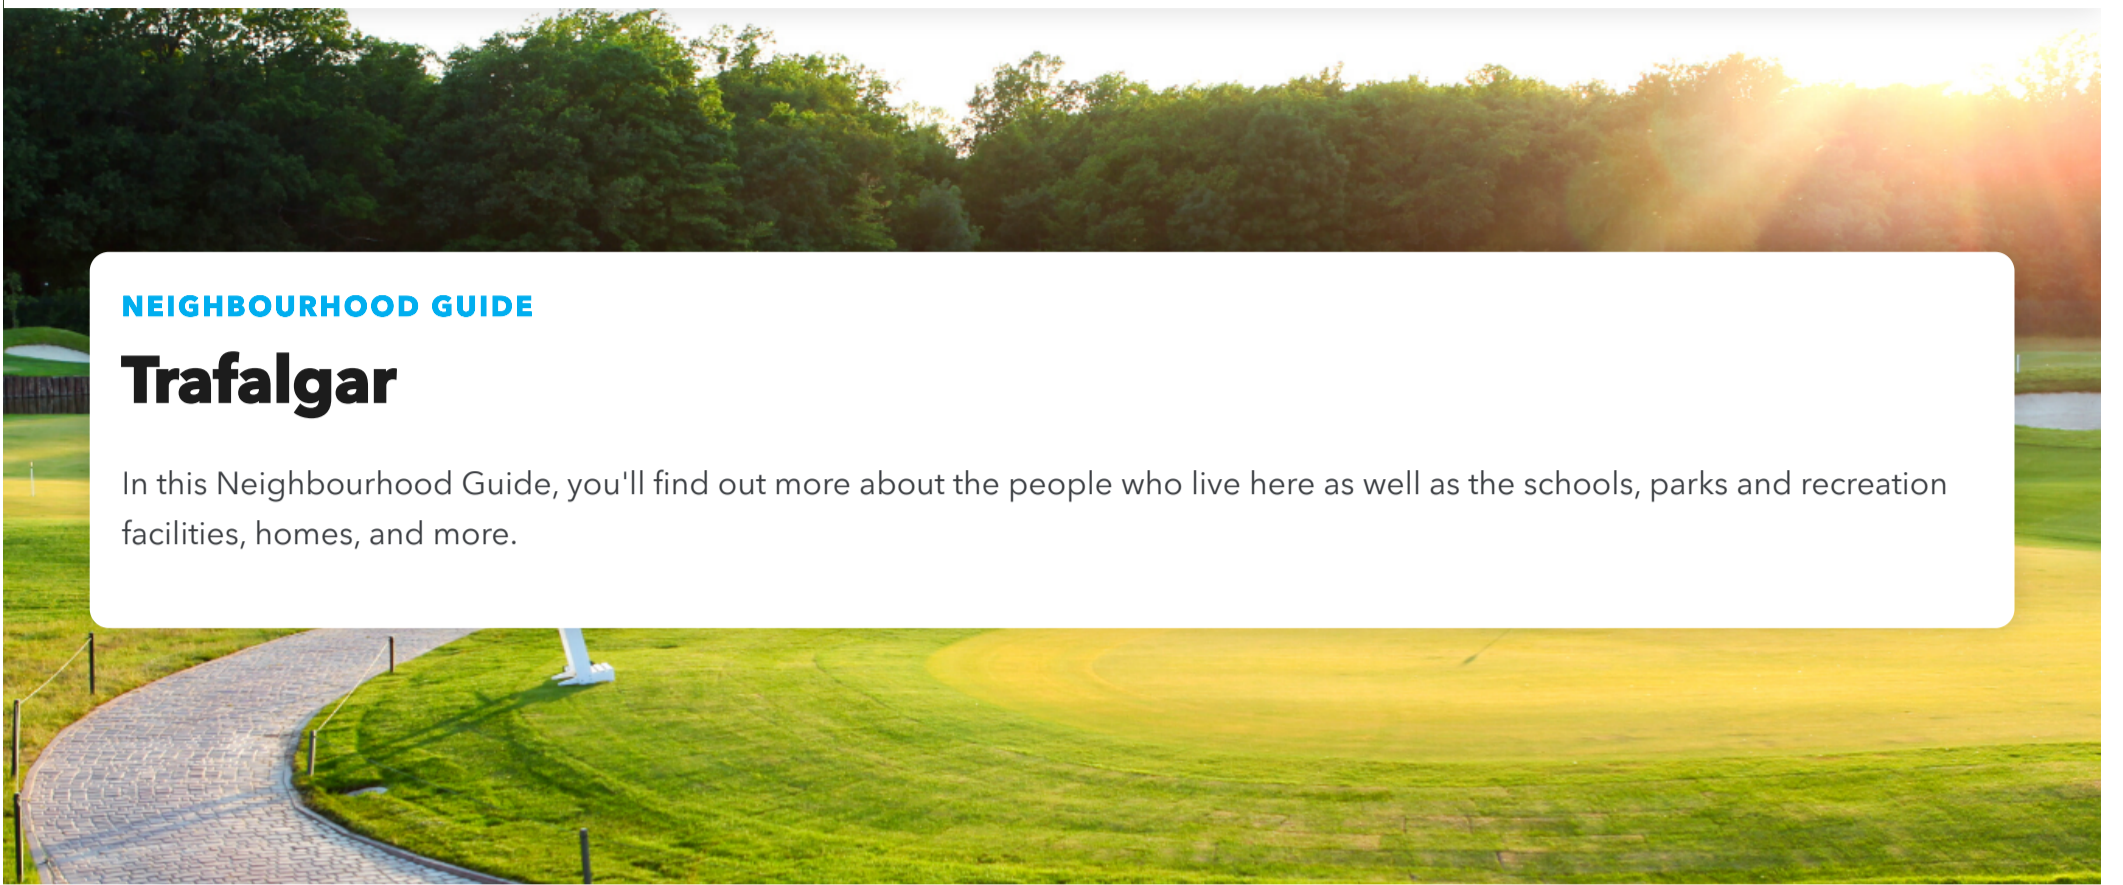 NEIGHBOURHOOD GUIDE
Trafalgar
In this Neighbourhood Guide, you'll find out more about the people who live here as well as the schools, parks and recreation
facilities, homes, and more.